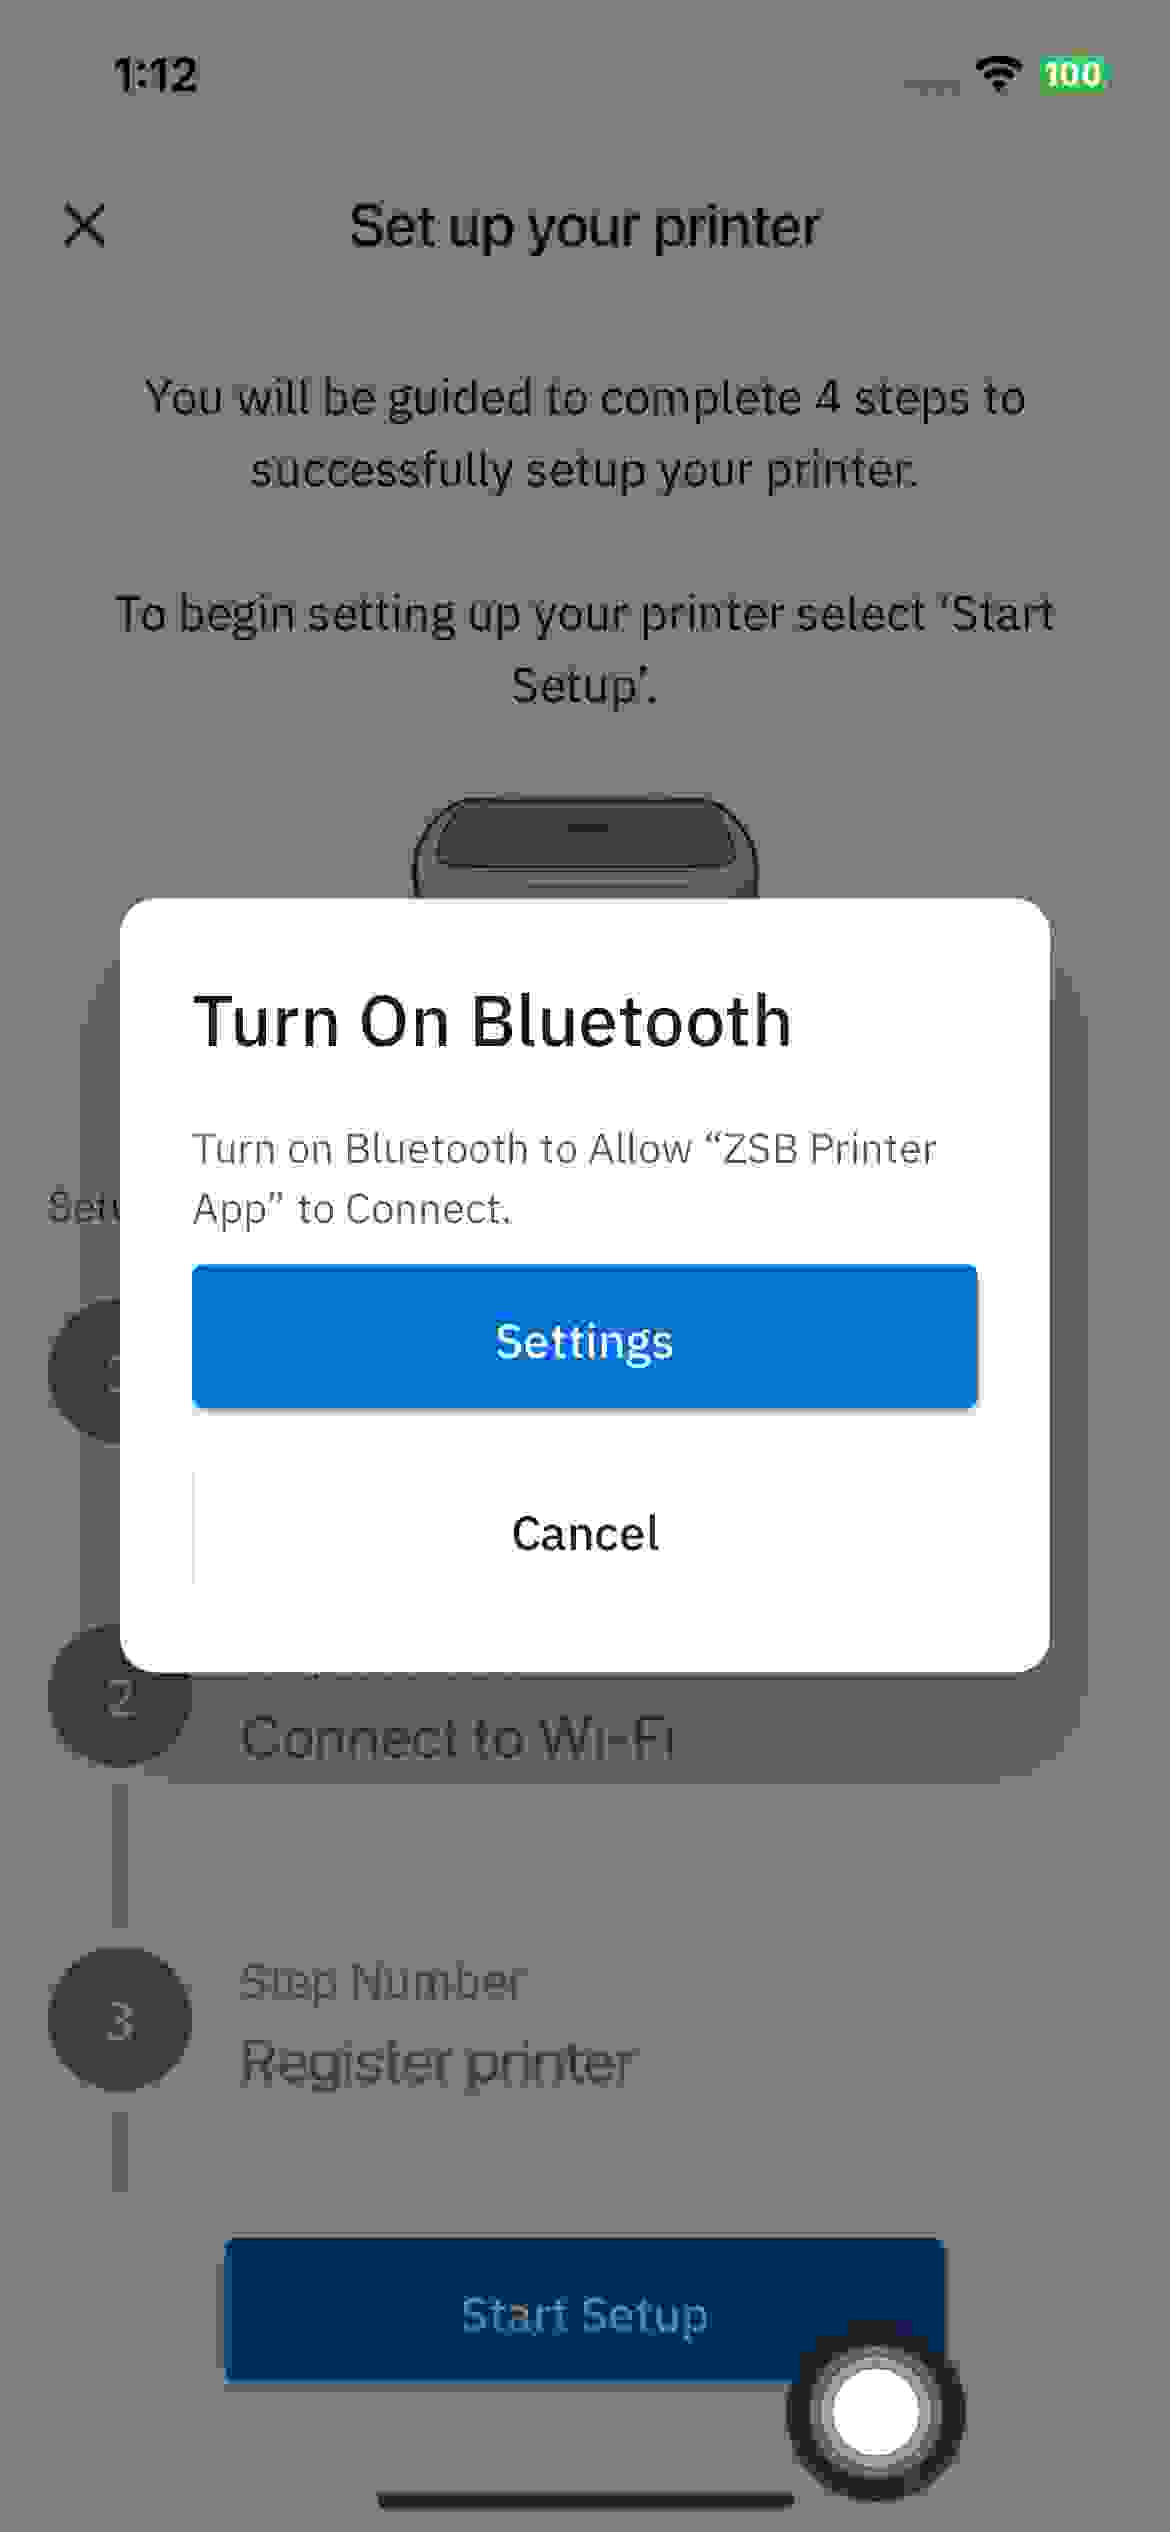 1:12
100
Set up your printer
You will be guided to complete 4 steps to
successfully setup your printer.
To begin setting up your printer select ‘Start
Setup’.
Turn On Bluetooth
Turn on Bluetooth to Allow “ZSB Printer
App” to Connect.
Settings
Cancel
2
Connect to Wi-Fi
Step Number
3
Register printer
Start Setup